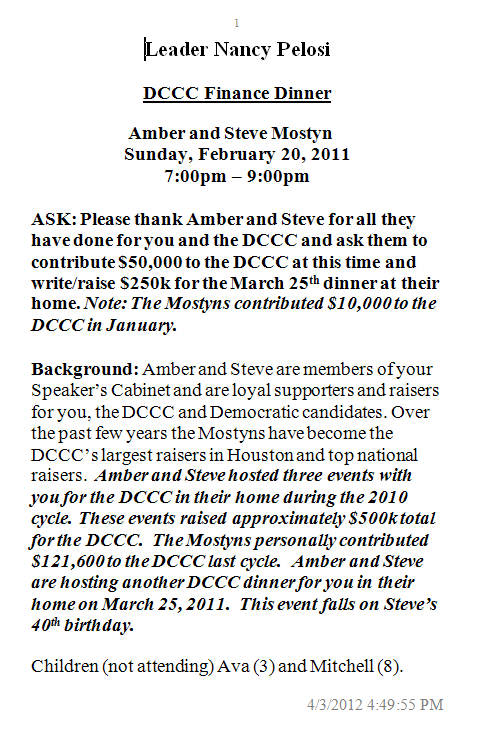 1
Leader Nancy Pelosi
DCCC Finance Dinner
Amber and Steve Mostyn
Sunday, February 20, 2011
7:00pm – 9:00pm
ASK: Please thank Amber and Steve for all they
have done for you and the DCCC and ask them to
contribute $50,000 to the DCCC at this time and
write/raise $250k for the March 25th dinner at their
home. Note: The Mostyns contributed $10,000 to the
DCCC in January.
Background: Amber and Steve are members of your
Speaker's Cabinet and are loyal supporters and raisers
for you, the DCCC and Democratic candidates. Over
the past few years the Mostyns have become the
DCCC's largest raisers in Houston and top national
raisers. Amber and Steve hosted three events with
you for the DCCC in their home during the 2010
cycle. These events raised approximately $500k total
for the DCCC. The Mostyns personally contributed
$121,600 to the DCCC last cycle. Amber and Steve
are hosting another DCCC dinner for you in their
home on March 25, 2011. This event falls on Steve's
40th birthday.
Children (not attending) Ava (3) and Mitchell (8).
4/3/2012 4:49:55 PM